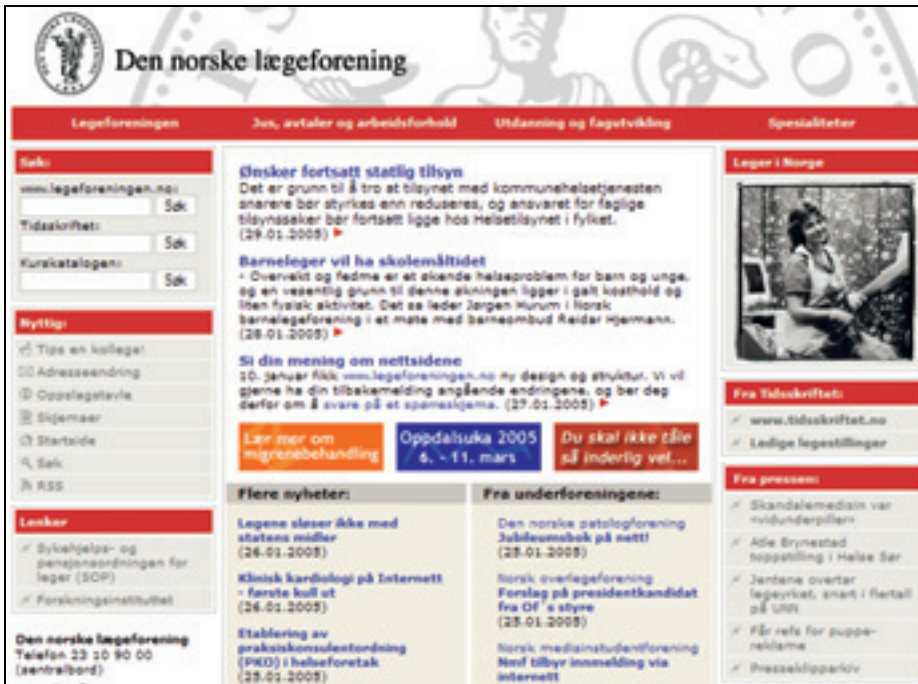 Den norske lægeforening
Legeforeningen
Jus, avtaler og arbeidsforhold
Utdanning og fagutvikling
Spesialiteter
Søk:
www.legeforeningen.no:
Søk
Tidsskriftet:
Søk
Kurskatalogen:
Søk
Nyttig:
Tips en kollega!
Adresseendring
Oppslagstavle
Skjemaer
Startside
Søk
RSS
Lenker
Sykehjelps- og
pensjonsordningen for
leger (SOP)
Forskningsinstituttet
Den norske lægeforening
Telefon 23 10 90 00
(sentralbord)
Ønsker fortsatt statlig tilsyn
Det er grunn til å tro at tilsynet med kommunehelsetjenesten
snarere bør styrkes enn reduseres, og ansvaret for faglige
tilsynssaker bør fortsatt ligge hos Helsetilsynet i fylket.
(29.01.2005)
Barneleger vil ha skolemåltidet
- Overvekt og fedme er et økende helseproblem for barn og unge,
og en vesentlig grunn til denne økningen ligger i galt kosthold og
liten fysisk aktivitet. Det sa leder Jørgen Hurum i Norsk
barnelegeforening i et møte med barneombud Reidar Hjermann.
(28.01.2005)
Si din mening om nettsidene
10. januar fikk www.legeforeningen.no ny design og struktur. Vi vil
gjerne ha din tilbakemelding angående endringene, og ber deg
derfor om å svare på et spørreskjema. (27.01.2005)
Lær mer om
migrenebehandling
Oppdalsuka 2005
6. - 11. mars
Du skal ikke tåle
så inderlig vel...
Flere nyheter:
Legene sløser ikke med
statens midler
(26.01.2005)
Klinisk kardiologi på Internett
- første kull ut
(26.01.2005)
Etablering av
praksiskonsulentordning
(PKO) i helseforetak
(25.01.2005)
Fra underforeningene:
Den norske patologforening
Jubileumsbok på nett!
(25.01.2005)
Norsk overlegeforening
Forslag på presidentkandidat
fra Of´s styre
(25.01.2005)
Norsk medisinstudentforening
Nmf tilbyr innmelding via
internett
Leger i Norge
Fra Tidsskriftet:
www.tidsskriftet.no
Ledige legestillinger
Fra pressen:
Skandalemedisin var
«vidunderpiller»
Atle Brynestad
toppstilling i Helse Sør
Jentene overtar
legeyrket, snart i flertall
på UNN
Får refs for puppe-
reklame
Presseklipparkiv